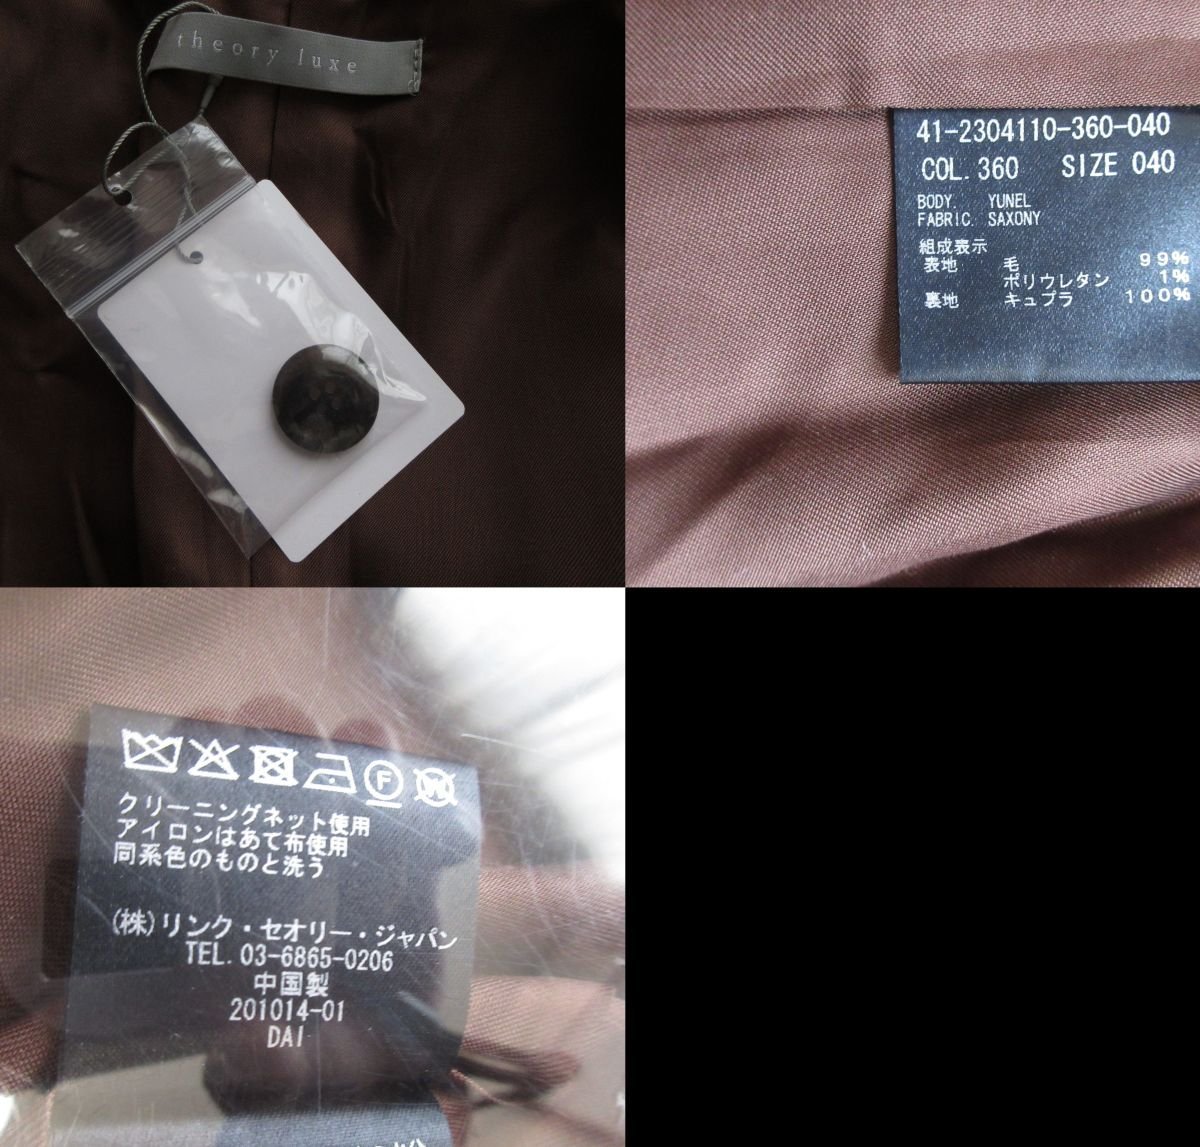 theory luxe
41-2304110-360-040
COL. 360 SIZE 040
BODY. YUNEL
FABRIC. SAXONY
組成表示
表地 毛 99%
ポリウレタン 1%
裏地 キュプラ 100%
F W
クリーニングネット使用
アイロンはあて布使用
同系色のものと洗う
(株)リンク・セオリー・ジャパン
TEL. 03-6865-0206
中国製
201014-01
DAI